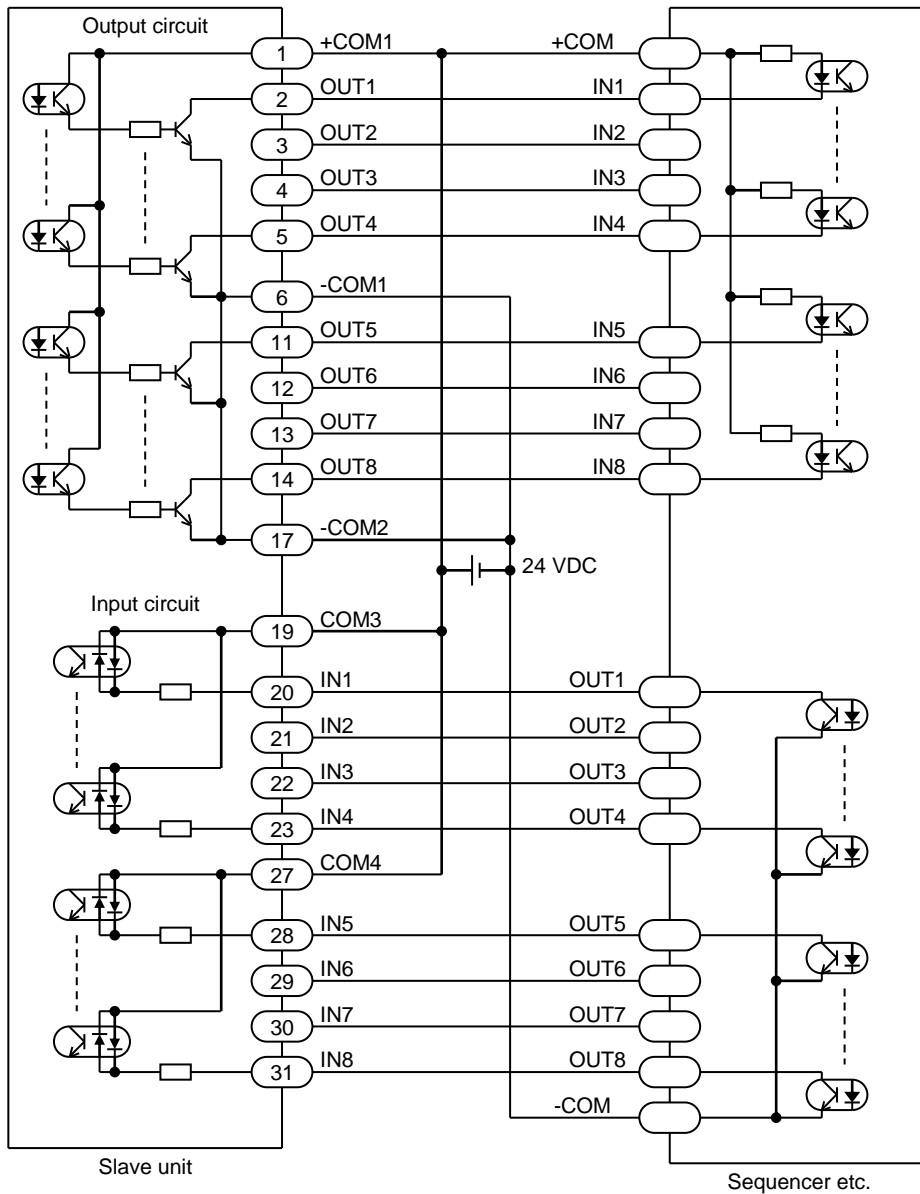 Output circuit
1 +COM1 +COM
2 OUT1 IN1
3 OUT2 IN2
4 OUT3 IN3
5 OUT4 IN4
6 -COM1
11 OUT5 IN5
12 OUT6 IN6
13 OUT7 IN7
14 OUT8 IN8
17 -COM2
24 VDC
Input circuit
19 COM3
20 IN1 OUT1
21 IN2 OUT2
22 IN3 OUT3
23 IN4 OUT4
27 COM4
28 IN5 OUT5
29 IN6 OUT6
30 IN7 OUT7
31 IN8 OUT8
-COM
Slave unit
Sequencer etc.